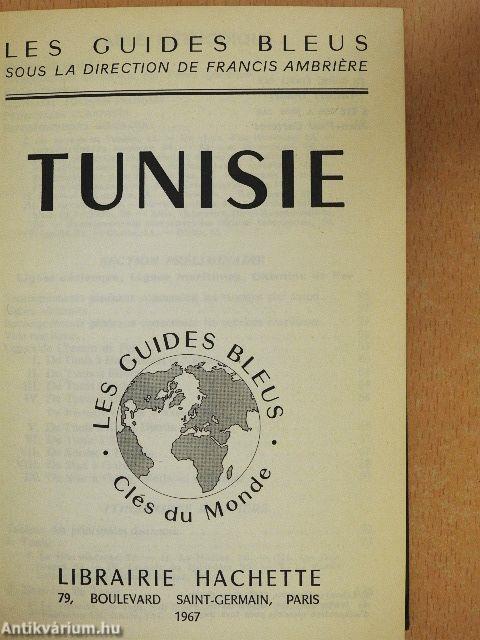 LES GUIDES BLEUS
SOUS LA DIRECTION DE FRANCIS AMBRIÈRE
TUNISIE
· LES GUIDES BLEUS ·
Clés du Monde
LIBRAIRIE HACHETTE
79, BOULEVARD SAINT-GERMAIN, PARIS
1967
Antikvárium.hu